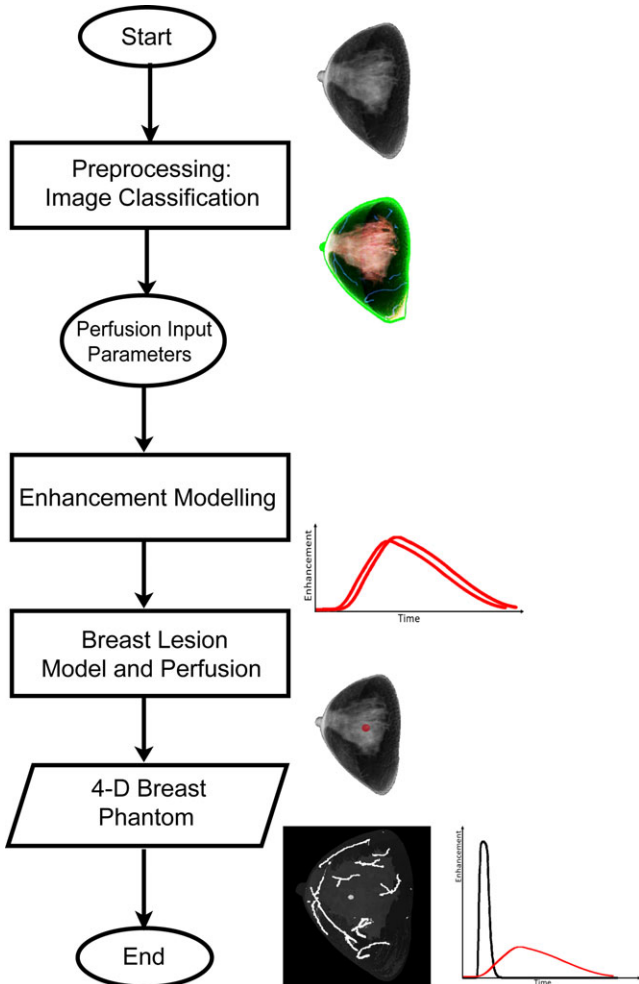 Start
Preprocessing:
Image Classification
Perfusion Input
Parameters
Enhancement Modelling
Enhancement
Time
Breast Lesion
Model and Perfusion
4-D Breast
Phantom
Enhancement
Time
End